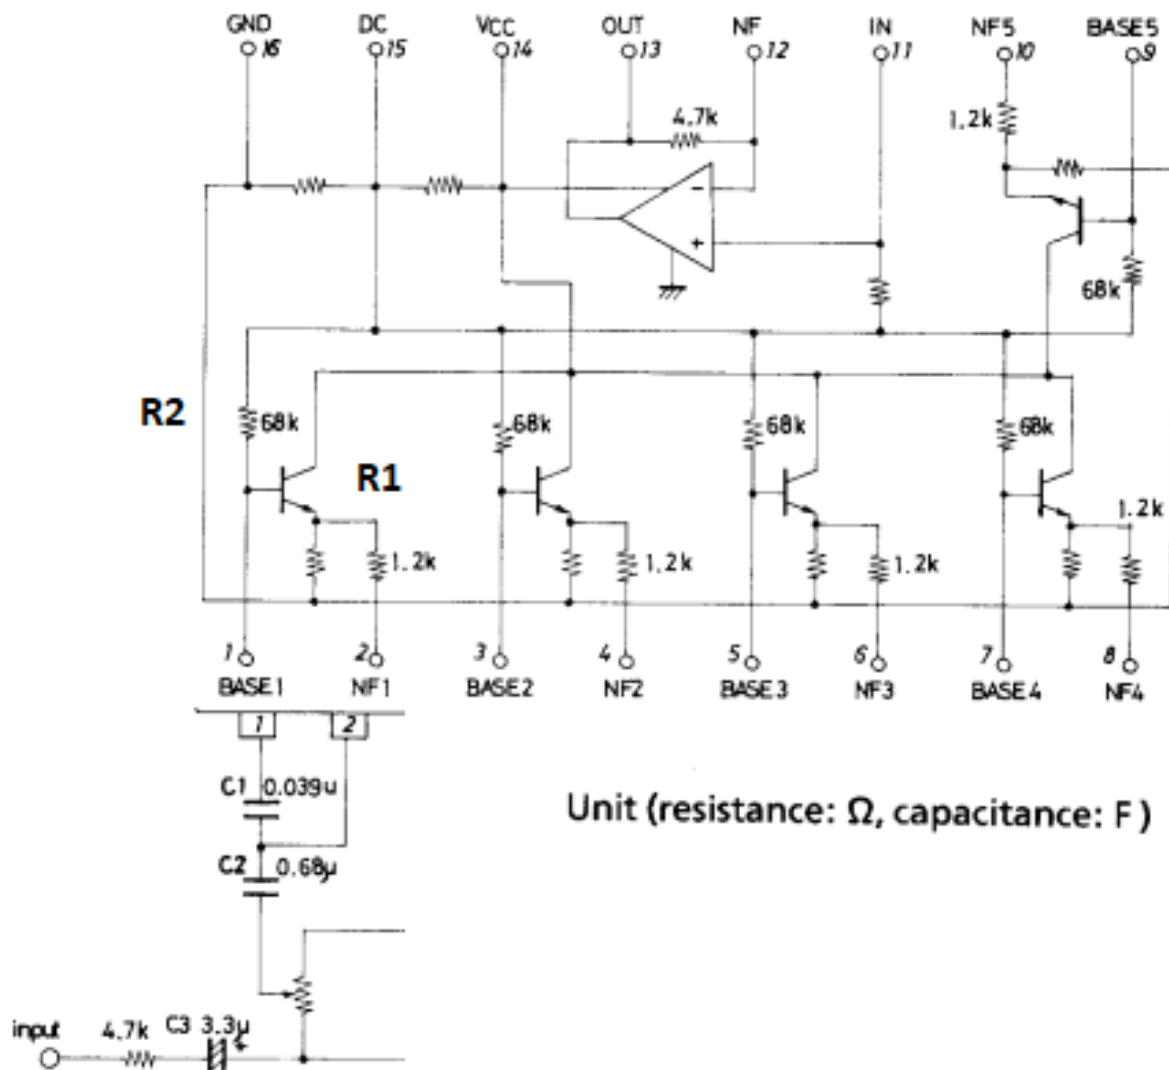 GND DC VCC OUT NF IN NF5 BASE5
16 15 14 13 12 11 10 9
4.7k 1.2k
- 
+
68k
R2 68k R1 68k 68k 68k
1.2k
1.2k 1.2k 1.2k
1 2 3 4 5 6 7 8
BASE1 NF1 BASE2 NF2 BASE3 NF3 BASE4 NF4
1 2
C1 0.039u
Unit (resistance: Ω, capacitance: F )
C2 0.68µ
input 4.7k C3 3.3µ
+